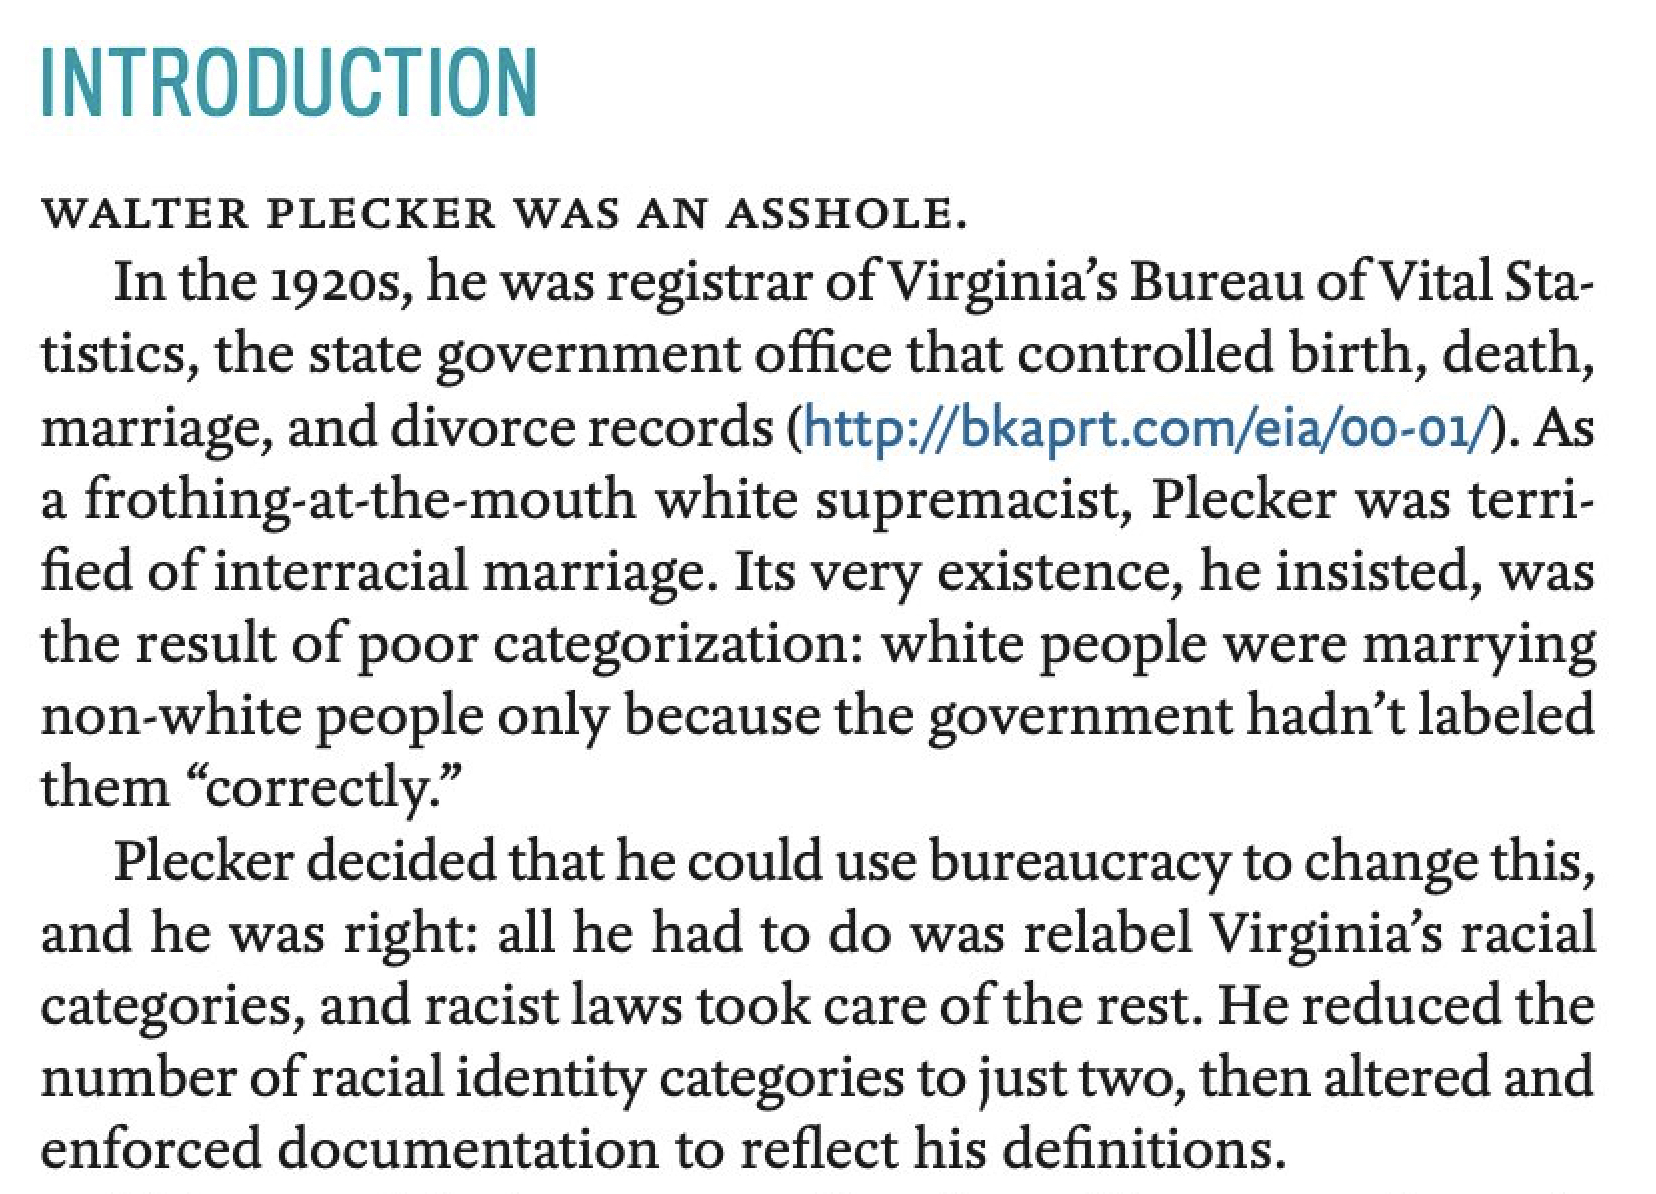 INTRODUCTION
WALTER PLECKER WAS AN ASSHOLE.
In the 1920s, he was registrar of Virginia’s Bureau of Vital Sta-
tistics, the state government office that controlled birth, death,
marriage, and divorce records (http://bkaprt.com/eia/00-01/). As
a frothing-at-the-mouth white supremacist, Plecker was terri-
fied of interracial marriage. Its very existence, he insisted, was
the result of poor categorization: white people were marrying
non-white people only because the government hadn’t labeled
them “correctly.”
Plecker decided that he could use bureaucracy to change this,
and he was right: all he had to do was relabel Virginia’s racial
categories, and racist laws took care of the rest. He reduced the
number of racial identity categories to just two, then altered and
enforced documentation to reflect his definitions.